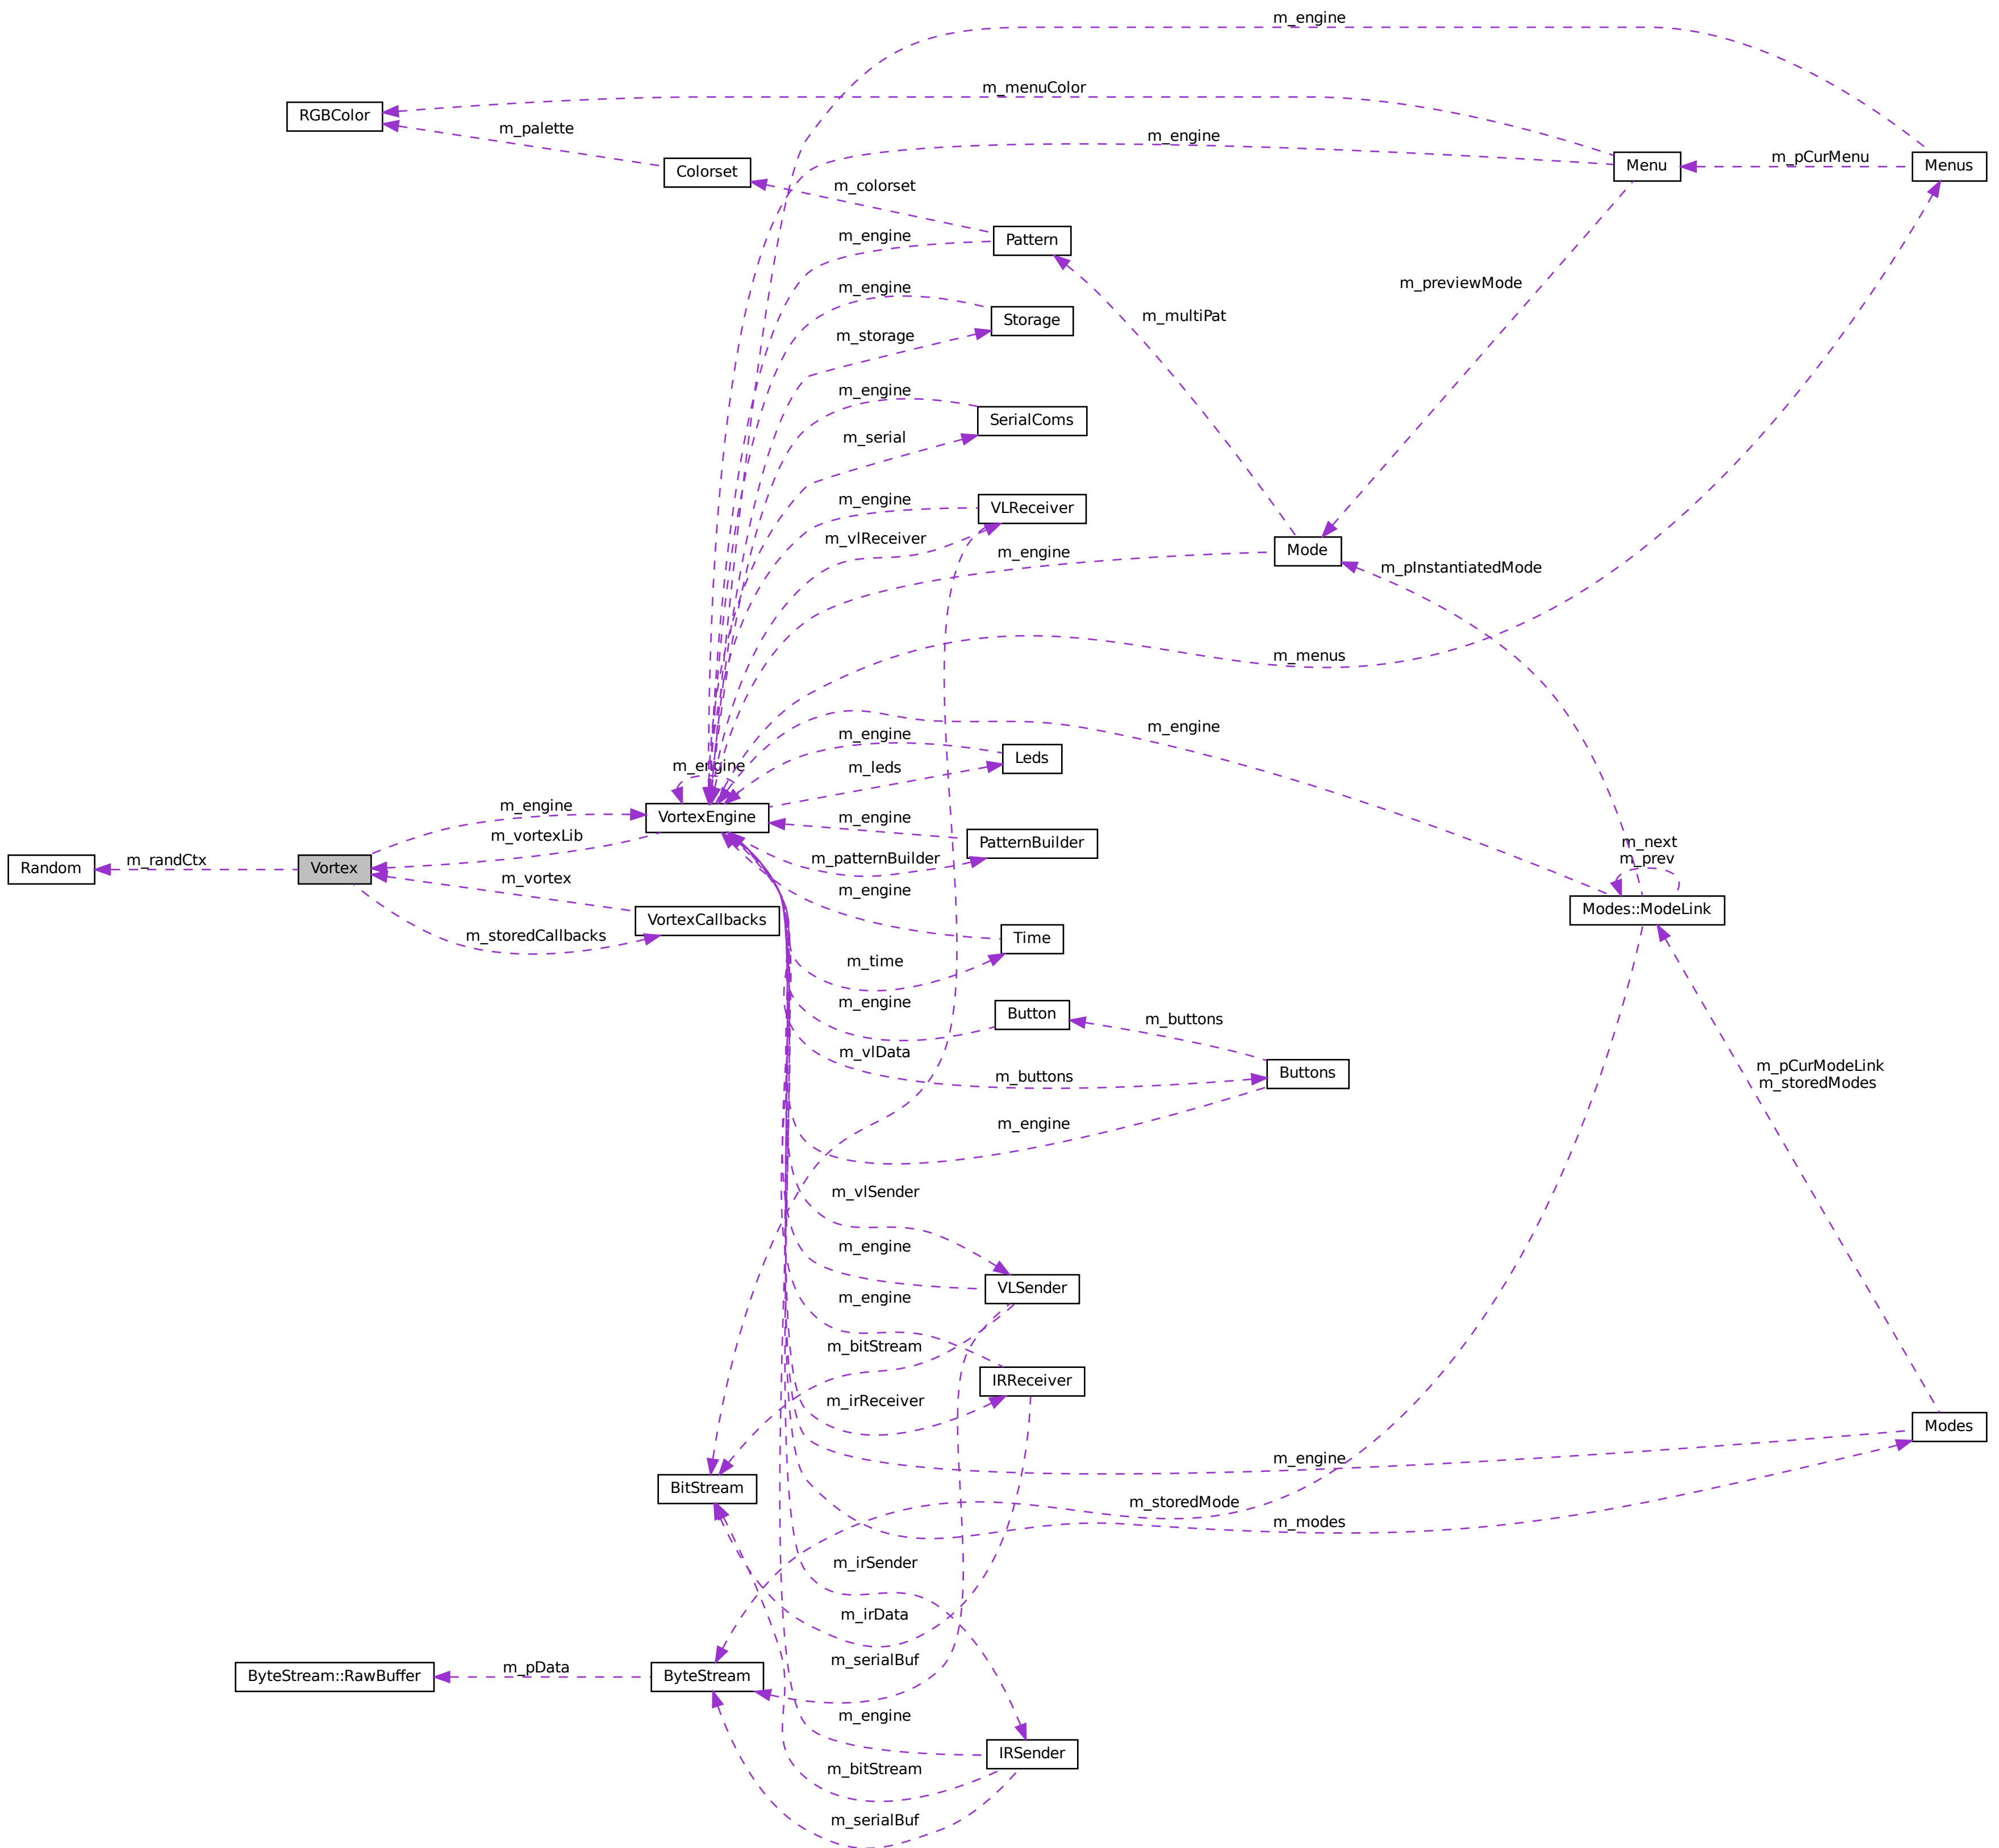 m_engine
m_menuColor
RGBColor
m_palette
m_engine
m_pCurMenu
Menu
Menus
Colorset
m_colorset
Pattern
m_engine
m_previewMode
m_engine
m_multiPat
Storage
m_storage
m_engine
SerialComs
m_serial
m_engine
VLReceiver
m_vlReceiver
m_engine
Mode
m_pInstantiatedMode
m_menus
m_engine
m_engine
Leds
m_engine
m_leds
m_engine
VortexEngine
m_engine
m_vortexLib
PatternBuilder
m_next
m_patternBuilder
m_prev
m_randCtx
Random
Vortex
m_vortex
m_engine
Modes::ModeLink
VortexCallbacks
m_storedCallbacks
Time
m_time
m_engine
Button
m_buttons
m_vlData
m_pCurModeLink
m_buttons
Buttons
m_storedModes
m_engine
m_vlSender
m_engine
VLSender
m_engine
m_bitStream
IRReceiver
m_irReceiver
Modes
m_engine
BitStream
m_storedMode
m_modes
m_irSender
m_irData
m_serialBuf
m_pData
ByteStream::RawBuffer
ByteStream
m_engine
IRSender
m_bitStream
m_serialBuf